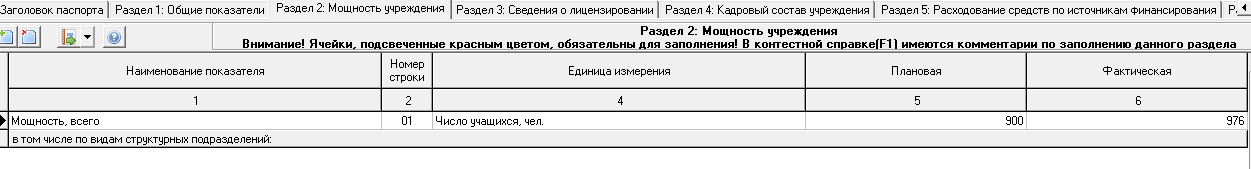 Заголовок паспорта Раздел 1: Общие показатели Раздел 2: Мощность учреждения Раздел 3: Сведения о лицензировании Раздел 4: Кадровый состав учреждения Раздел 5: Расходование средств по источникам финансирования
Раздел 2: Мощность учреждения
Внимание! Ячейки, подсвеченные красным цветом, обязательны для заполнения! В контестной справке(F1) имеются комментарии по заполнению данного раздела
Наименование показателя Номер строки Единица измерения Плановая Фактическая
1 2 4 5 6
Мощность, всего 01 Число учащихся, чел. 900 976
в том числе по видам структурных подразделений: